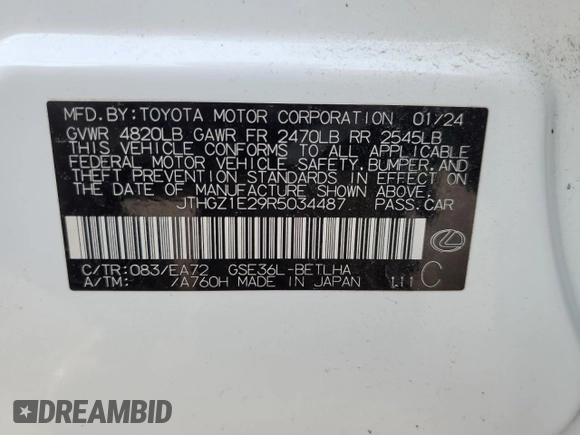 MFD. BY: TOYOTA MOTOR CORPORATION 01/24
GVWR 4820LB GAWR FR 2470LB RR 2545LB
THIS VEHICLE CONFORMS TO ALL APPLICABLE
FEDERAL MOTOR VEHICLE SAFETY, BUMPER, AND
THEFT PREVENTION STANDARDS IN EFFECT ON
THE DATE OF MANUFACTURE SHOWN ABOVE.
JTHGZ1E29R5034487 PASS. CAR
C/TR: 083/EA72 GSE36L-BETLHA
A/TM: /A760H MADE IN JAPAN 111 C
DREAMBID